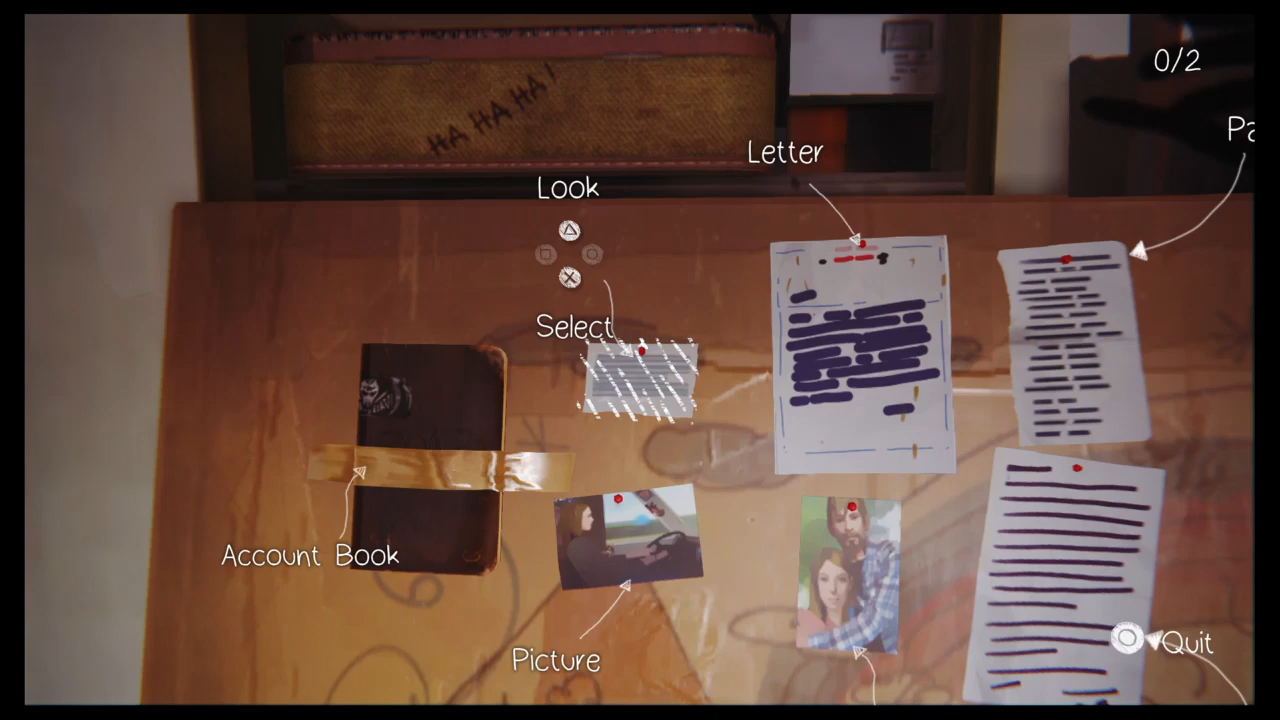 HA HA HA !
0/2
Pa
Letter
Look
Select
Account Book
Picture
Quit